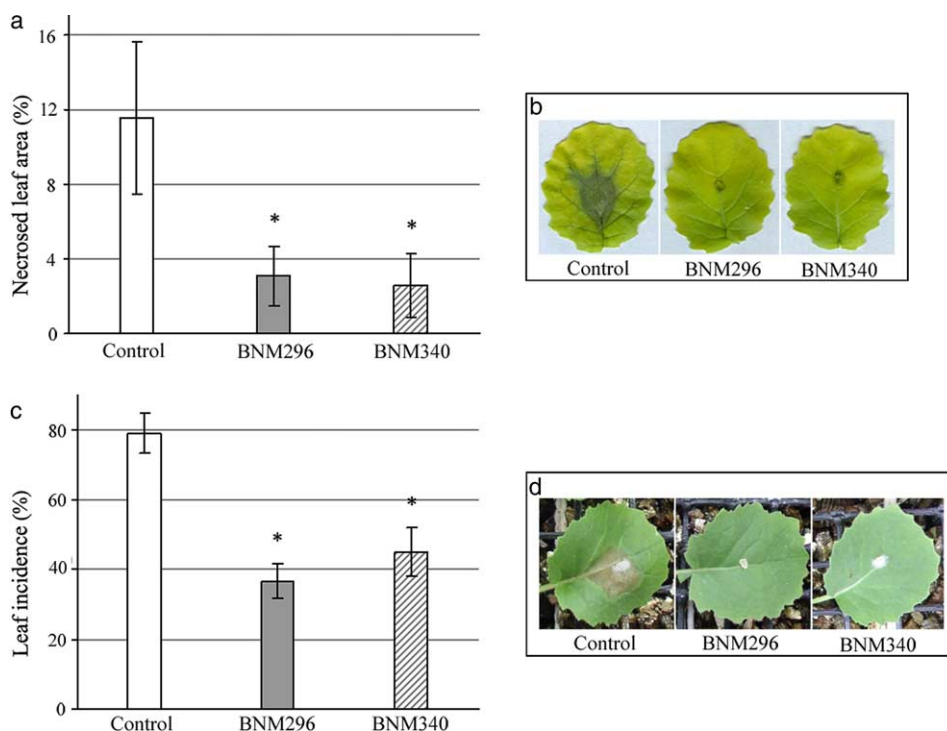 a
16
12
8
4
0
Necrosed leaf area (%)
*
*
Control
BNM296
BNM340
b
Control
BNM296
BNM340
c
80
60
40
20
0
Leaf incidence (%)
*
*
Control
BNM296
BNM340
d
Control
BNM296
BNM340